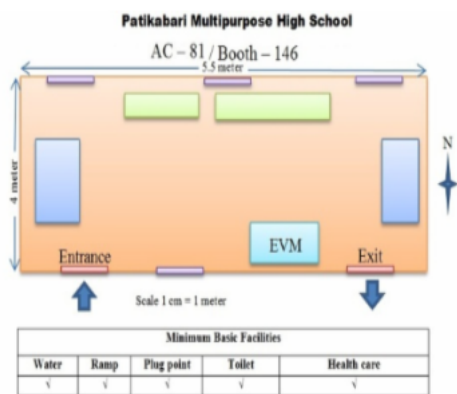 Patikabari Multipurpose High School
AC – 81/Booth – 146
5.5 meter
4 meter
N
EVM
Entrance
Exit
Scale 1 cm = 1 meter
Minimum Basic Facilities
Water Ramp Plug point Toilet Health care
√ √ √ √ √